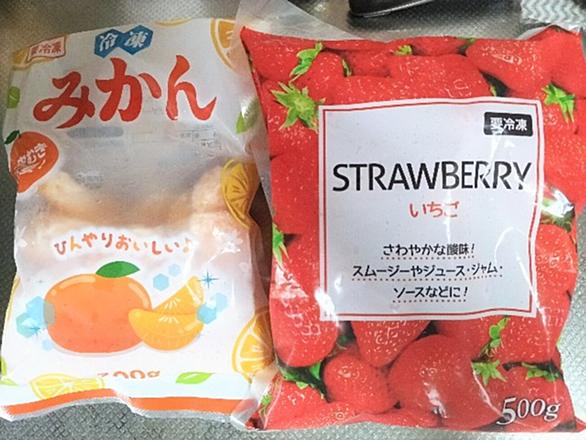 要冷凍
冷凍
みかん
ひんやりおいしいよ
要冷凍
STRAWBERRY
いちご
さわやかな酸味!
スムージーやジュース・ジャム・
ソースなどに!
500g